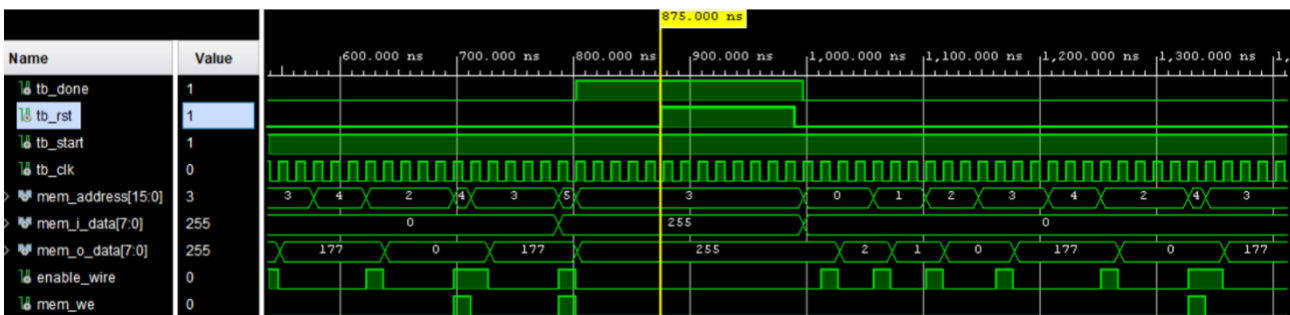 875.000 ns
Name Value 600.000 ns 700.000 ns 800.000 ns 900.000 ns 1,000.000 ns 1,100.000 ns 1,200.000 ns 1,300.000 ns 1,
tb_done 1
tb_rst 1
tb_start 1
tb_clk 0
mem_address[15:0] 3 3 4 2 4 3 5 3 0 1 2 3 4 2 4 3
mem_i_data[7:0] 255 0 255 0
mem_o_data[7:0] 255 177 0 177 255 2 1 0 177 0 177
enable_wire 0
mem_we 0